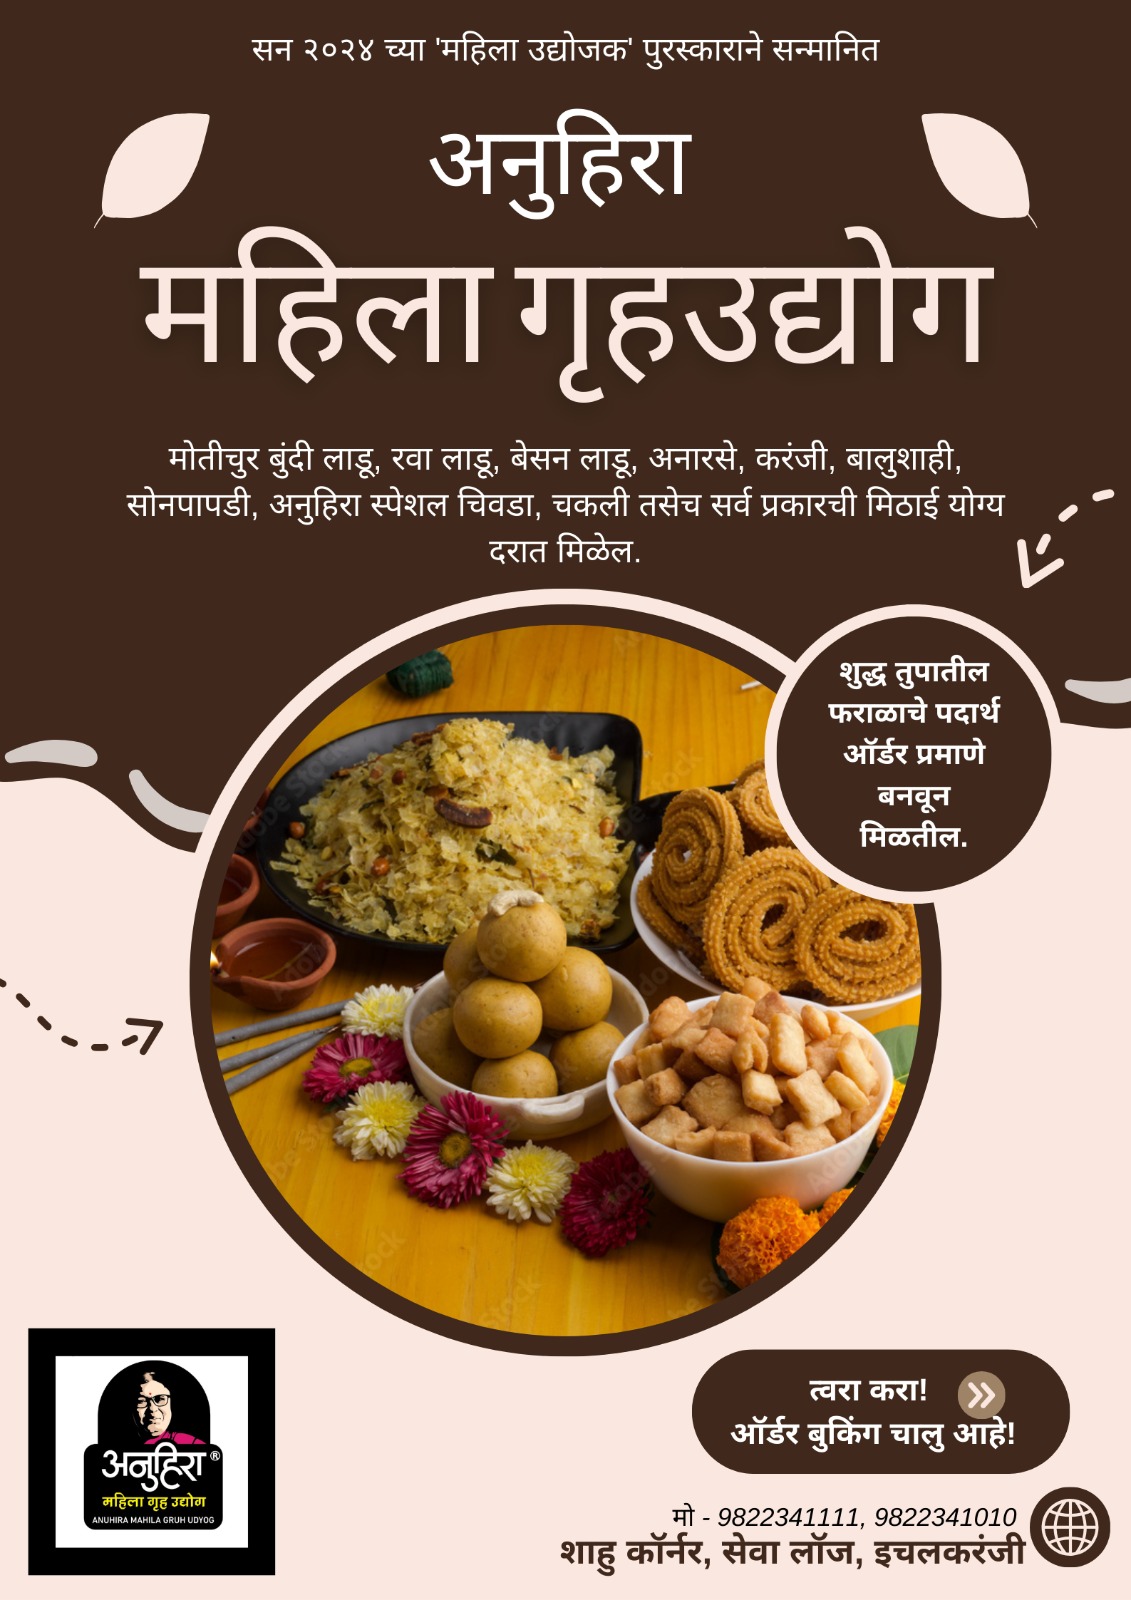 सन २०२४ च्या 'महिला उद्योजक' पुरस्काराने सन्मानित
अनुहिरा
महिला गृहउद्योग
मोतीचुर बुंदी लाडू, रवा लाडू, बेसन लाडू, अनारसे, करंजी, बालुशाही,
सोनपापडी, अनुहिरा स्पेशल चिवडा, चकली तसेच सर्व प्रकारची मिठाई योग्य
दरात मिळेल.
शुद्ध तुपातील
फराळाचे पदार्थ
ऑर्डर प्रमाणे
बनवून
मिळतील.
त्वरा करा!
ऑर्डर बुकिंग चालु आहे!
मो - 9822341111, 9822341010
शाहु कॉर्नर, सेवा लॉज, इचलकरंजी
अनुहिरा ®
महिला गृह उद्योग
ANUHIRA MAHILA GRUH UDYOG